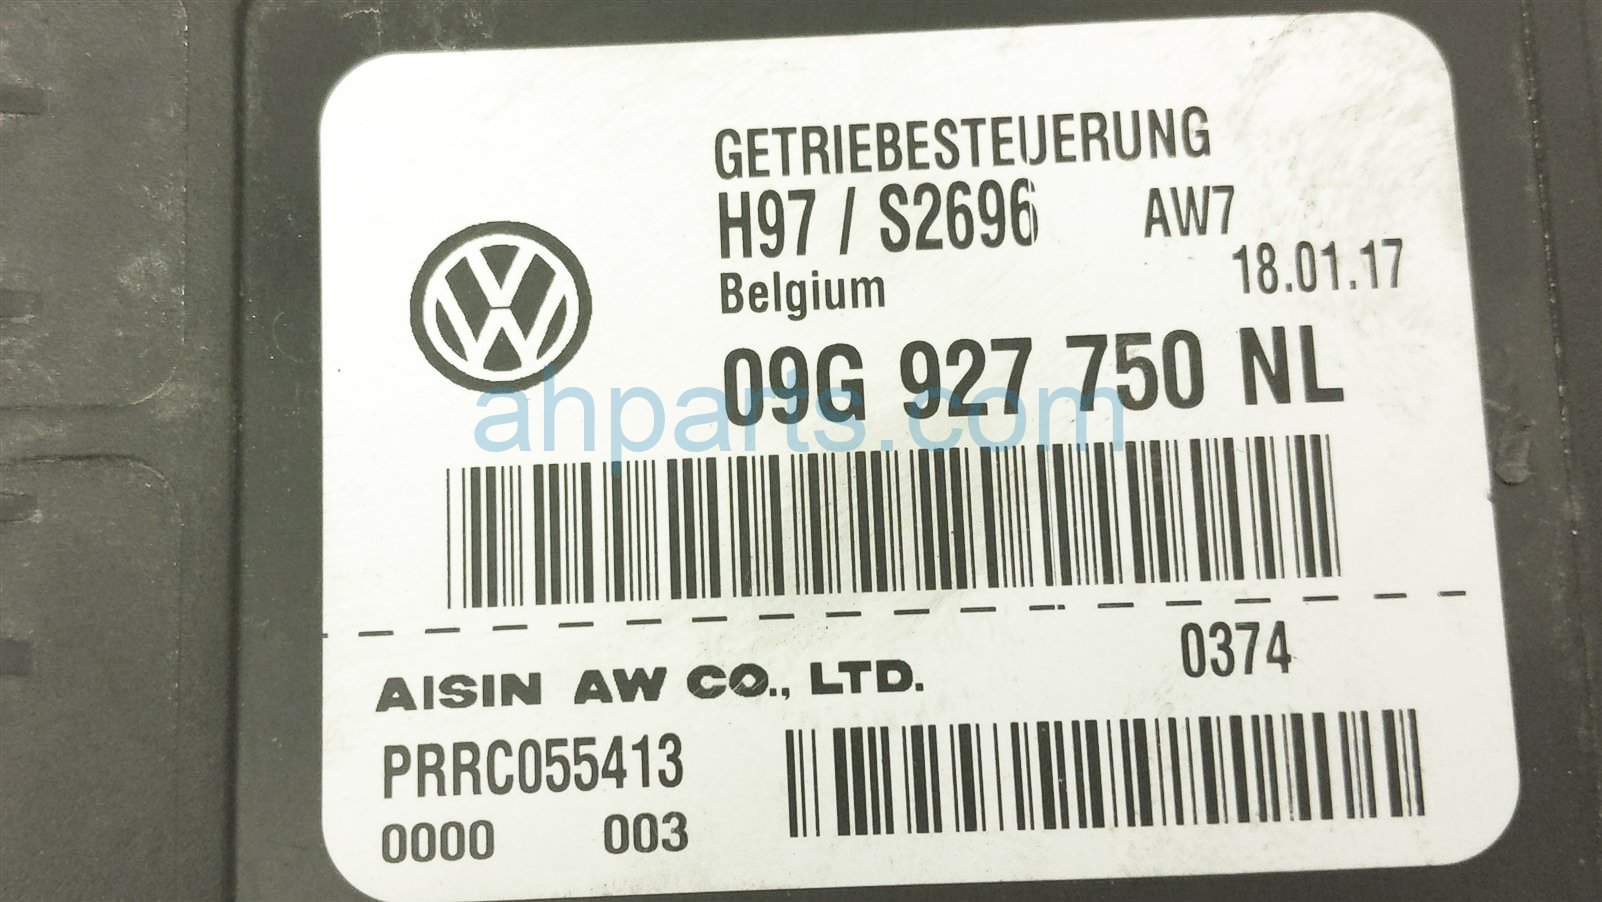 GETRIEBESTEUERUNG
H97 / S2696 AW7
Belgium 18.01.17
09G 927 750 NL
ahparts.com
0374
AISIN AW CO., LTD.
PRRC055413
0000 003